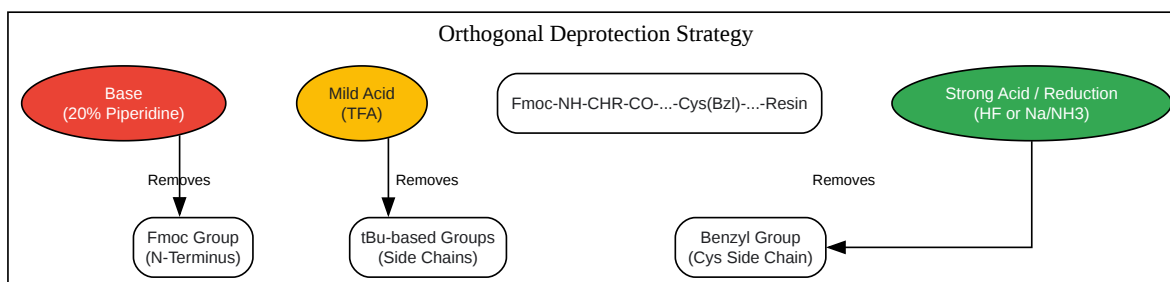 Orthogonal Deprotection Strategy
Base
(20% Piperidine)
Mild Acid
(TFA)
Fmoc-NH-CHR-CO-...-Cys(Bzl)-...-Resin
Strong Acid / Reduction
(HF or Na/NH3)
Removes
Removes
Removes
Fmoc Group
(N-Terminus)
tBu-based Groups
(Side Chains)
Benzyl Group
(Cys Side Chain)